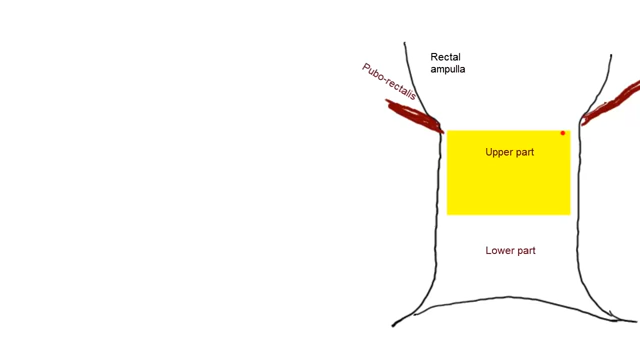 Rectal
ampulla
Pubo-rectalis
Upper part
Lower part